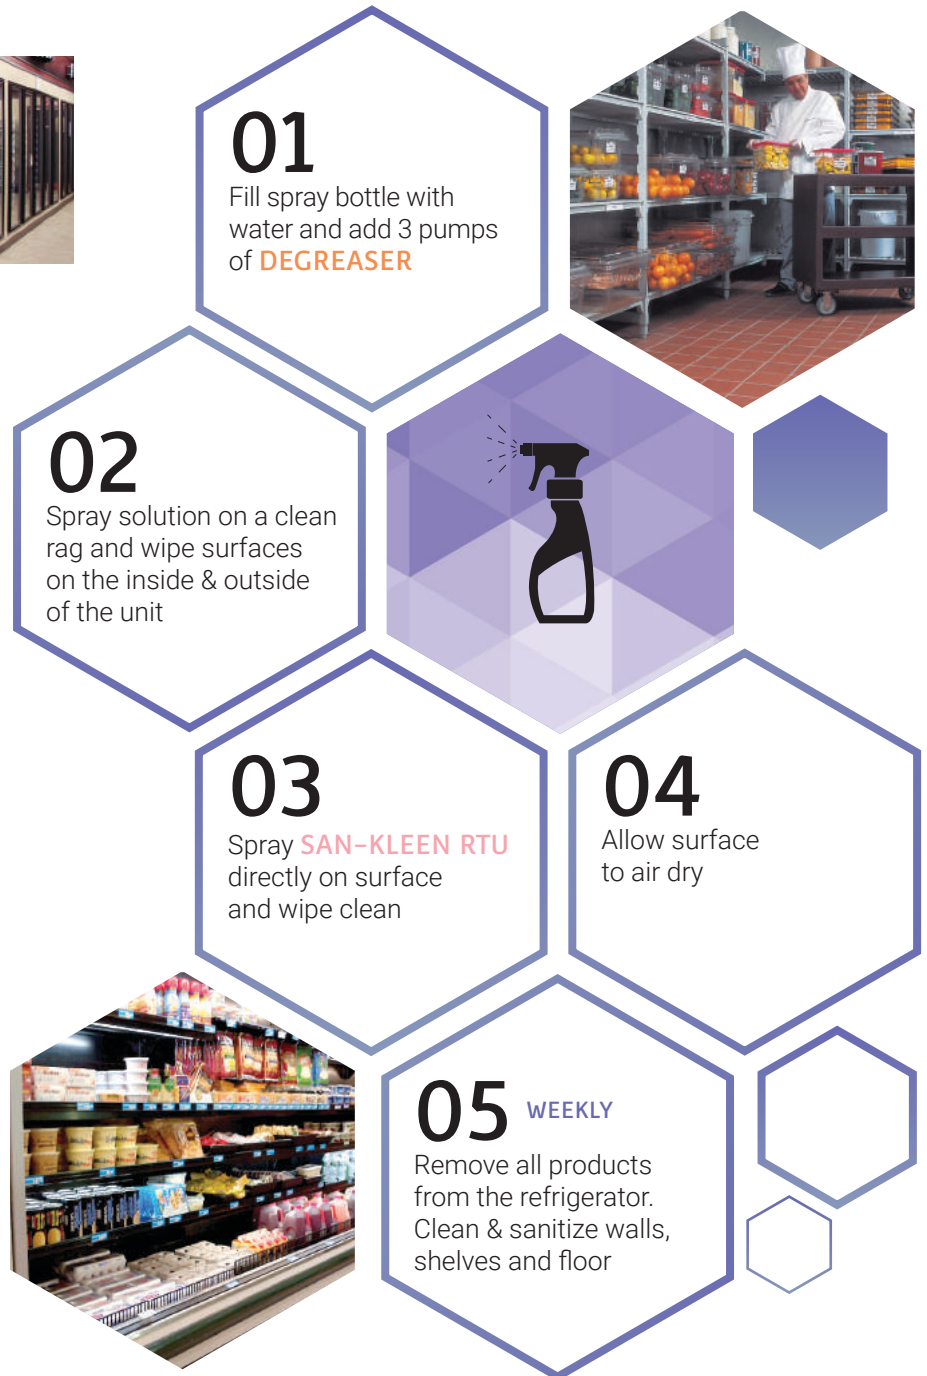 01
Fill spray bottle with
water and add 3 pumps
of DEGREASER
02
Spray solution on a clean
rag and wipe surfaces
on the inside & outside
of the unit
03
Spray SAN-KLEEN RTU
directly on surface
and wipe clean
04
Allow surface
to air dry
05 WEEKLY
Remove all products
from the refrigerator.
Clean & sanitize walls,
shelves and floor